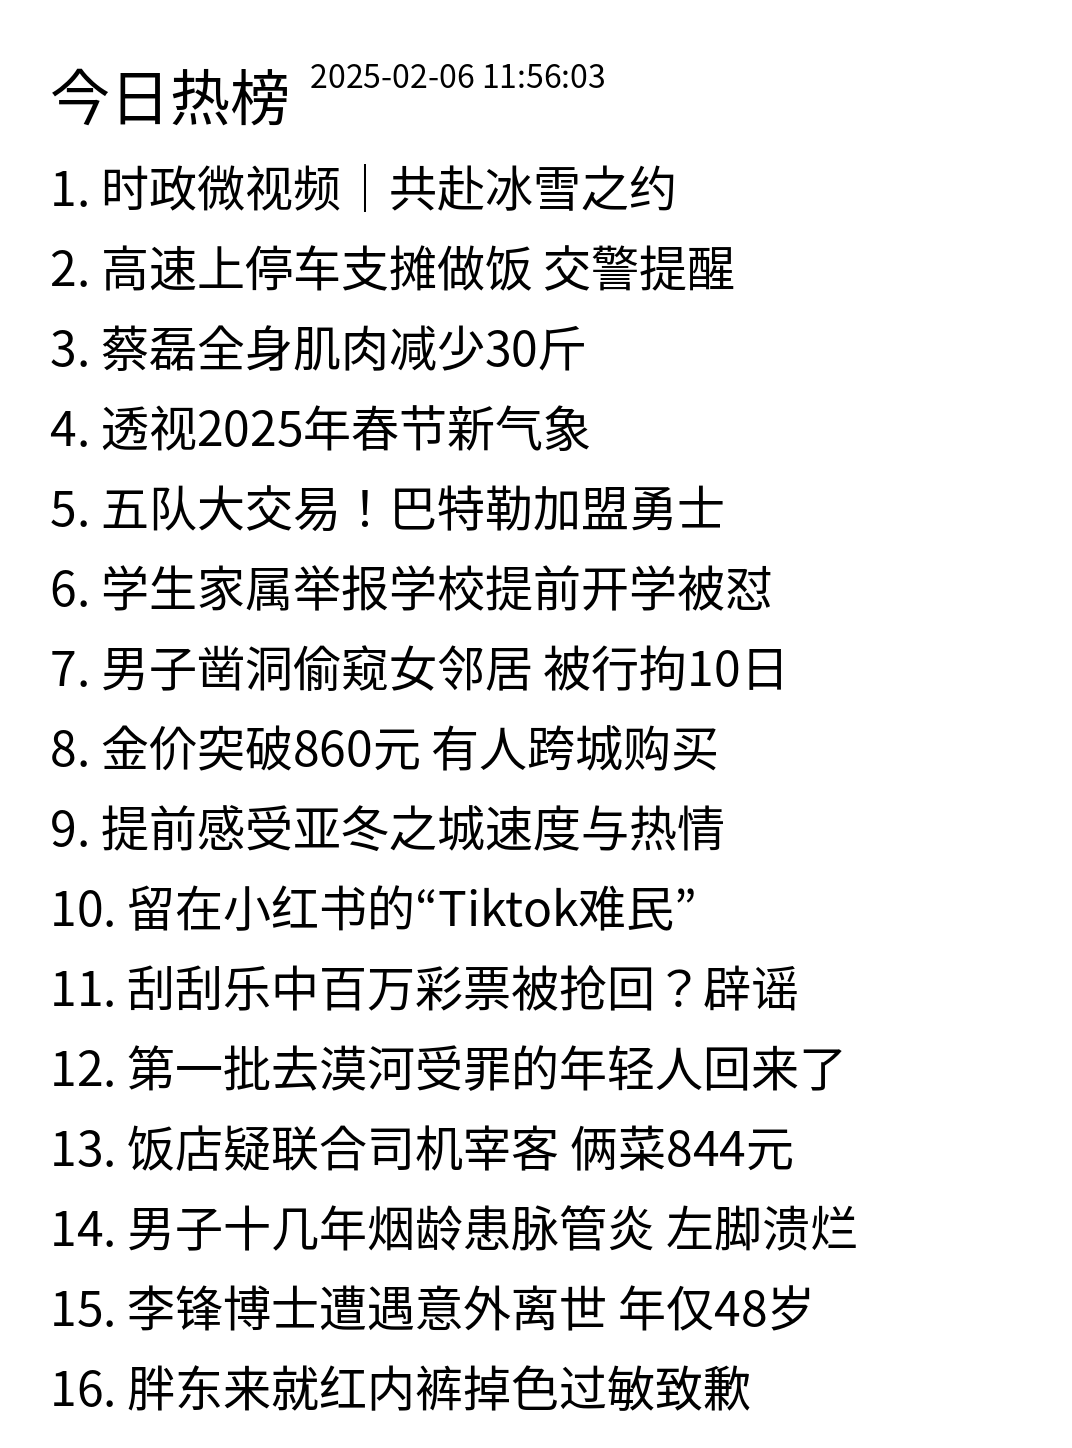 今日热榜 2025-02-06 11:56:03
1. 时政微视频｜共赴冰雪之约
2. 高速上停车支摊做饭 交警提醒
3. 蔡磊全身肌肉减少30斤
4. 透视2025年春节新气象
5. 五队大交易！巴特勒加盟勇士
6. 学生家属举报学校提前开学被怼
7. 男子凿洞偷窥女邻居 被行拘10日
8. 金价突破860元 有人跨城购买
9. 提前感受亚冬之城速度与热情
10. 留在小红书的“Tiktok难民”
11. 刮刮乐中百万彩票被抢回？辟谣
12. 第一批去漠河受罪的年轻人回来了
13. 饭店疑联合司机宰客 俩菜844元
14. 男子十几年烟龄患脉管炎 左脚溃烂
15. 李锋博士遭遇意外离世 年仅48岁
16. 胖东来就红内裤掉色过敏致歉